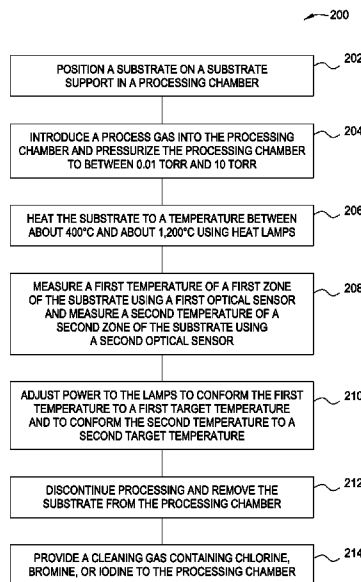 200
202
POSITION A SUBSTRATE ON A SUBSTRATE
SUPPORT IN A PROCESSING CHAMBER
204
INTRODUCE A PROCESS GAS INTO THE PROCESSING
CHAMBER AND PRESSURIZE THE PROCESSING CHAMBER
TO BETWEEN 0.01 TORR AND 10 TORR
206
HEAT THE SUBSTRATE TO A TEMPERATURE BETWEEN
ABOUT 400°C AND ABOUT 1,200°C USING HEAT LAMPS
208
MEASURE A FIRST TEMPERATURE OF A FIRST ZONE
OF THE SUBSTRATE USING A FIRST OPTICAL SENSOR
AND MEASURE A SECOND TEMPERATURE OF A
SECOND ZONE OF THE SUBSTRATE USING
A SECOND OPTICAL SENSOR
210
ADJUST POWER TO THE LAMPS TO CONFORM THE FIRST
TEMPERATURE TO A FIRST TARGET TEMPERATURE
AND TO CONFORM THE SECOND TEMPERATURE TO A
SECOND TARGET TEMPERATURE
212
DISCONTINUE PROCESSING AND REMOVE THE
SUBSTRATE FROM THE PROCESSING CHAMBER
214
PROVIDE A CLEANING GAS CONTAINING CHLORINE,
BROMINE, OR IODINE TO THE PROCESSING CHAMBER